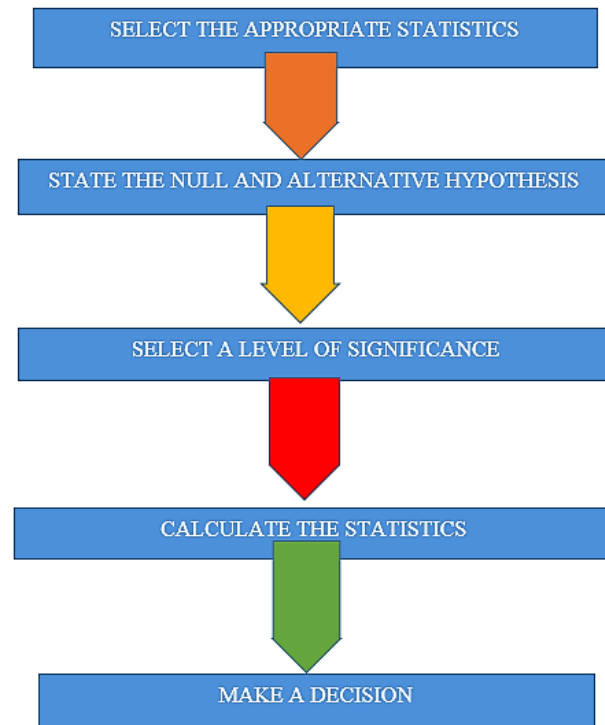 SELECT THE APPROPRIATE STATISTICS
STATE THE NULL AND ALTERNATIVE HYPOTHESIS
SELECT A LEVEL OF SIGNIFICANCE
CALCULATE THE STATISTICS
MAKE A DECISION